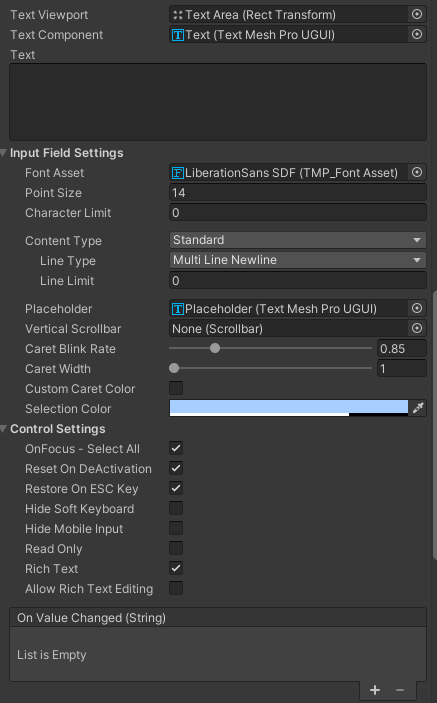 Text Viewport Text Area (Rect Transform)
Text Component Text (Text Mesh Pro UGUI)
Text
Input Field Settings
Font Asset LiberationSans SDF (TMP_Font Asset)
Point Size 14
Character Limit 0
Content Type Standard
Line Type Multi Line Newline
Line Limit 0
Placeholder Placeholder (Text Mesh Pro UGUI)
Vertical Scrollbar None (Scrollbar)
Caret Blink Rate 0.85
Caret Width 1
Custom Caret Color
Selection Color
Control Settings
OnFocus - Select All
Reset On DeActivation
Restore On ESC Key
Hide Soft Keyboard
Hide Mobile Input
Read Only
Rich Text
Allow Rich Text Editing
On Value Changed (String)
List is Empty